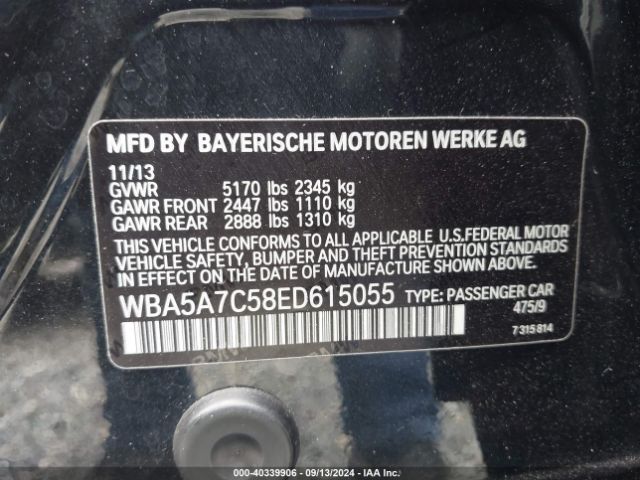 MFD BY BAYERISCHE MOTOREN WERKE AG
11/13
GVWR 5170 lbs 2345 kg
GAWR FRONT 2447 lbs 1110 kg
GAWR REAR 2888 lbs 1310 kg
THIS VEHICLE CONFORMS TO ALL APPLICABLE U.S.FEDERAL MOTOR
VEHICLE SAFETY, BUMPER AND THEFT PREVENTION STANDARDS
IN EFFECT ON THE DATE OF MANUFACTURE SHOWN ABOVE.
WBA5A7C58ED615055 TYPE: PASSENGER CAR
475/9
7315814
000-40339906 - 09/13/2024 - IAA Inc.